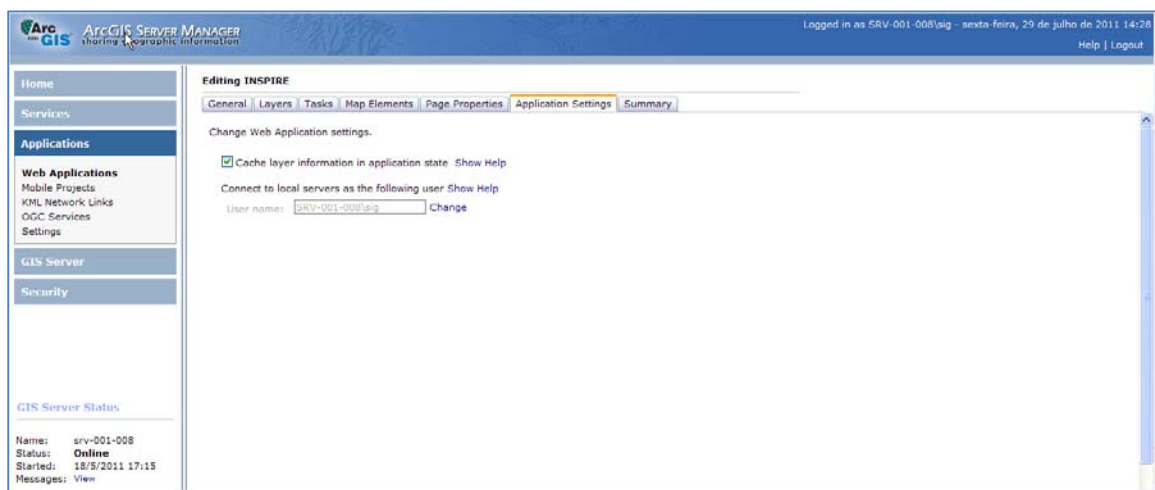 Arc GIS
ArcGIS SERVER MANAGER
sharing geographic information
Logged in as SRV-001-008\sig - sexta-feira, 29 de julho de 2011 14:28
Help | Logout
Home
Services
Applications
Web Applications
Mobile Projects
KML Network Links
OGC Services
Settings
GIS Server
Security
GIS Server Status
Name: srv-001-008
Status: Online
Started: 18/5/2011 17:15
Messages: View
Editing INSPIRE
General Layers Tasks Map Elements Page Properties Application Settings Summary
Change Web Application settings.
Cache layer information in application state Show Help
Connect to local servers as the following user Show Help
User name: SRV-001-008\sig Change